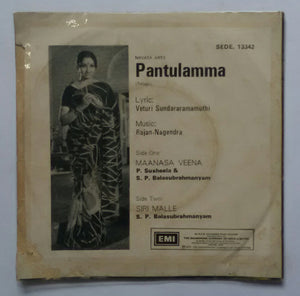 SEDE. 13342
NAVATA ARTS
Pantulamma
(Telugu)
Lyric:
Veturi Sundararamamurthi
Music:
Rajan-Nagendra
Side One:
MAANASA VEENA
P. Susheela &
S. P. Balasubrahmanyam
Side Two:
SIRI MALLE
S. P. Balasubrahmanyam
EMI